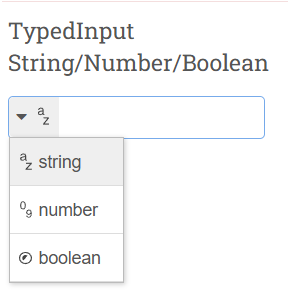 TypedInput
String/Number/Boolean
az
az string
09 number
boolean